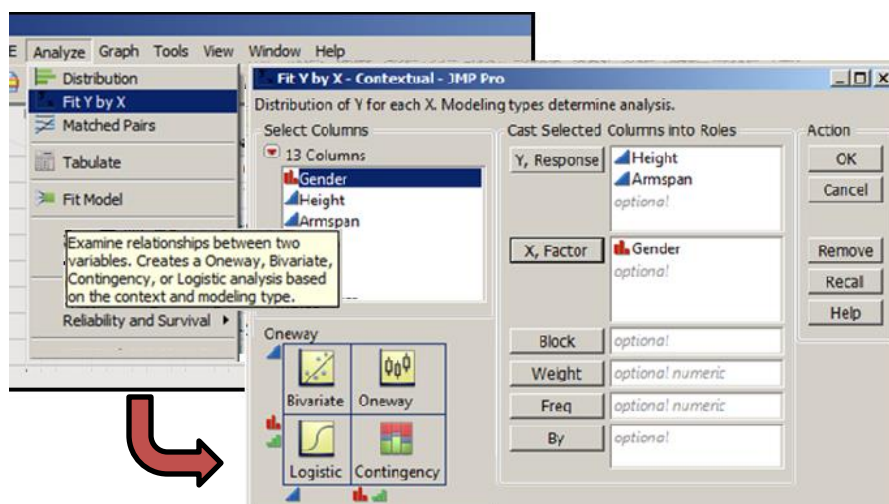 E Analyze Graph Tools View Window Help
Distribution
Fit Y by X
Matched Pairs
Tabulate
Fit Model
Examine relationships between two
variables. Creates a Oneway, Bivariate,
Contingency, or Logistic analysis based
on the context and modeling type.
Reliability and Survival
Fit Y by X - Contextual - JMP Pro
Distribution of Y for each X. Modeling types determine analysis.
Select Columns
13 Columns
Gender
Height
Armspan
Oneway
Bivariate Oneway
Logistic Contingency
Cast Selected Columns into Roles
Y, Response
Height
Armspan
optional
X, Factor
Gender
optional
Block optional
Weight optional numeric
Freq optional numeric
By optional
Action
OK
Cancel
Remove
Recall
Help